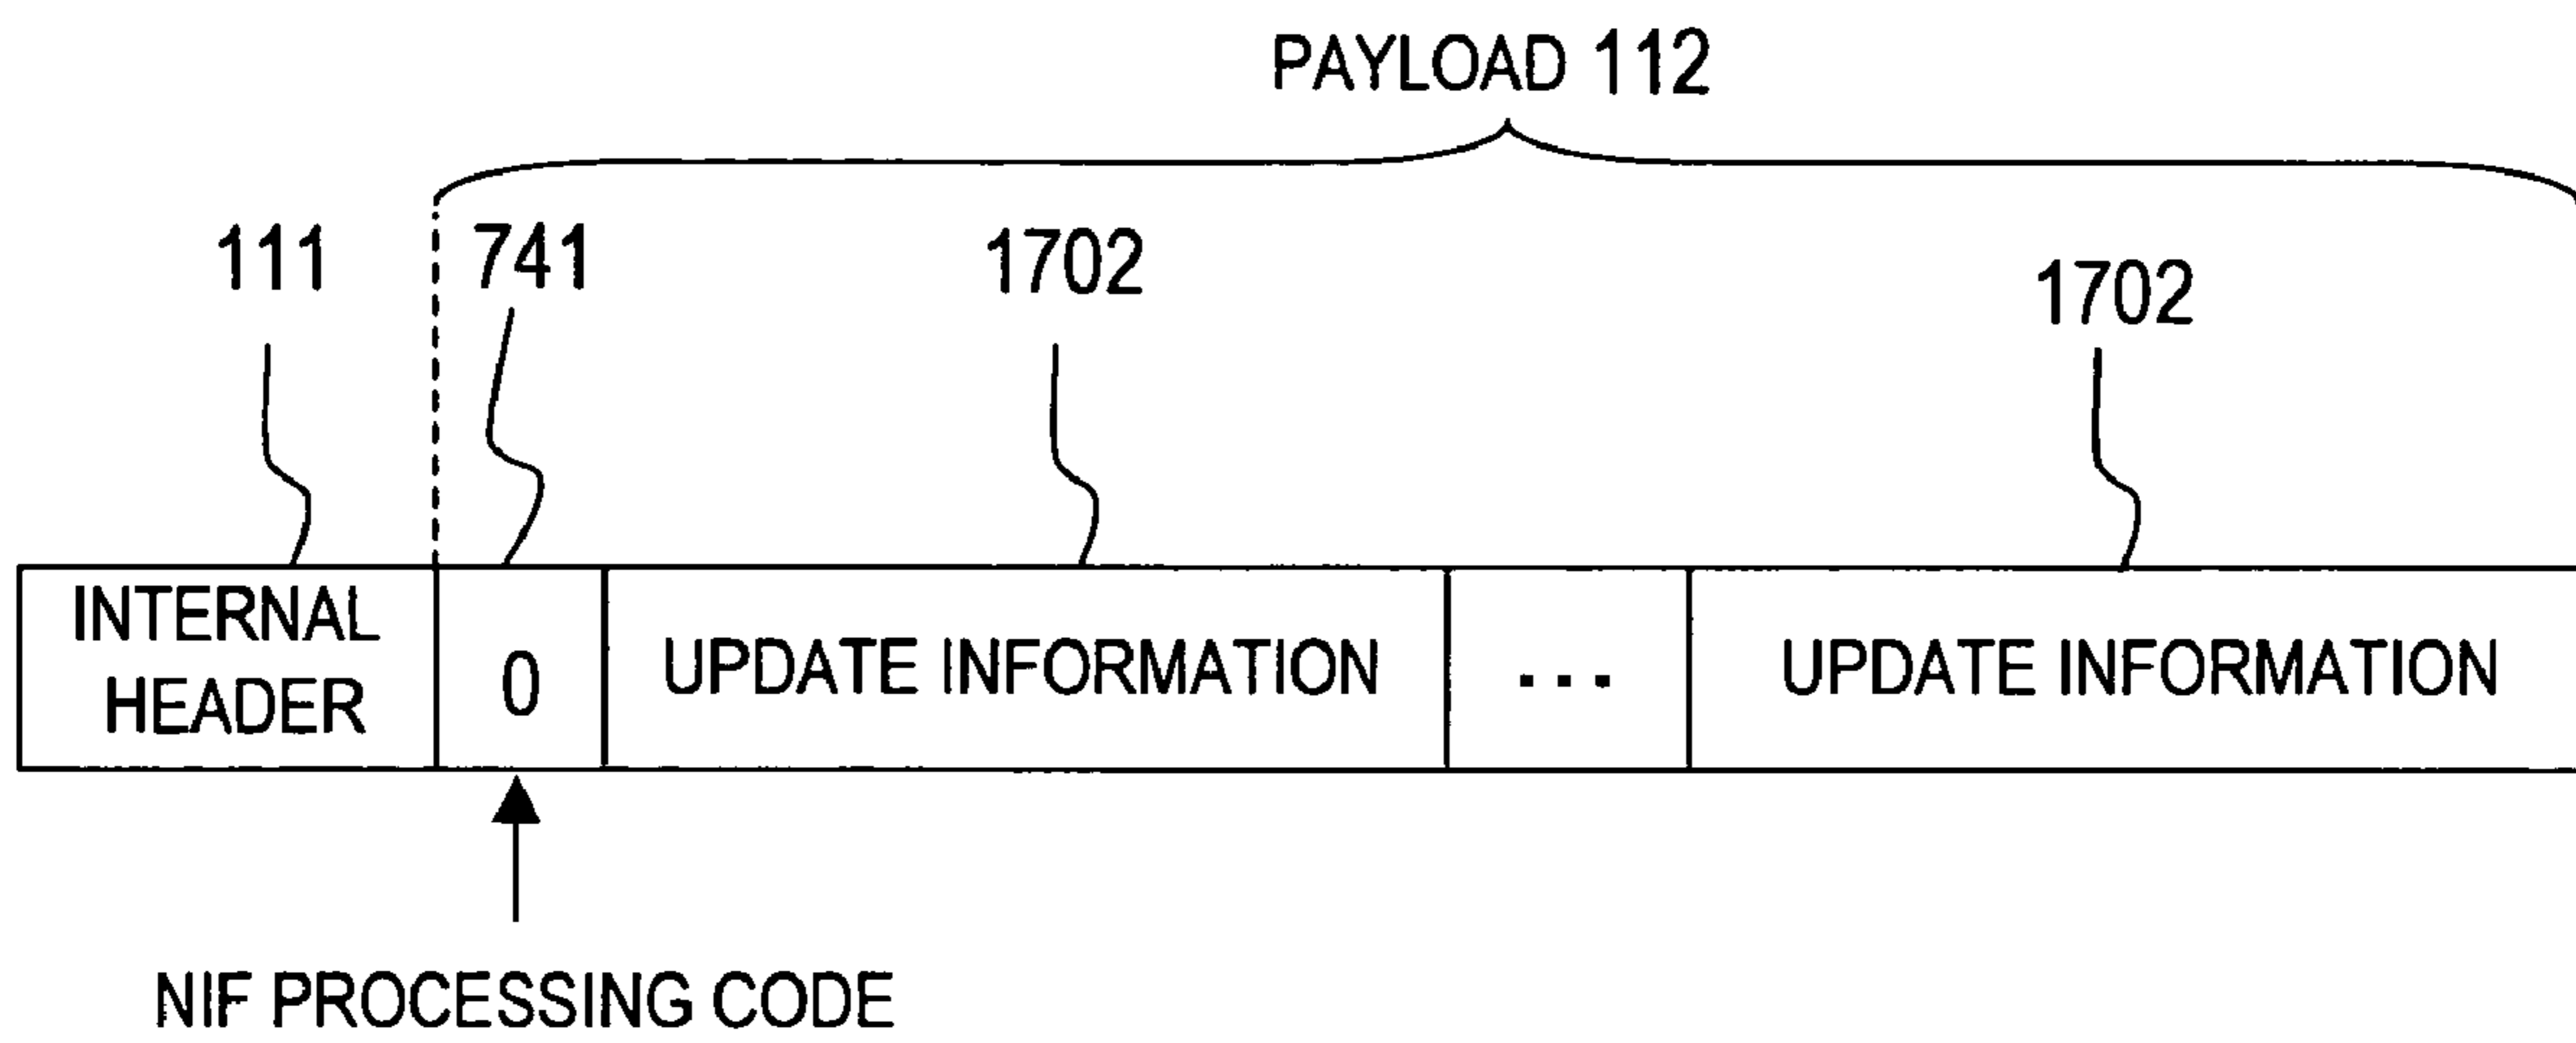 PAYLOAD 112
111
741
1702
1702
INTERNAL
HEADER
0
UPDATE INFORMATION
...
UPDATE INFORMATION
NIF PROCESSING CODE